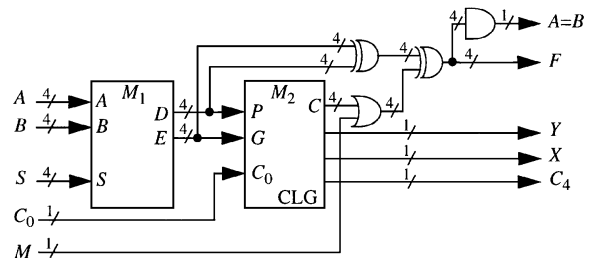 4 1 A=B
4 4 4 F
4
A 4 A M₁ D 4 P M₂ C 4 4
B 4 B E 4 G 1 Y
1 X
S 4 S C₀ 1 C₄
CLG
C₀ 1
M 1